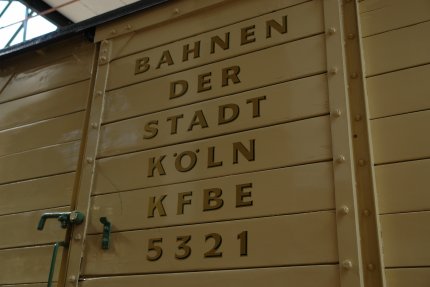 BAHNEN
DER
STADT
KÖLN
KFBE
5321